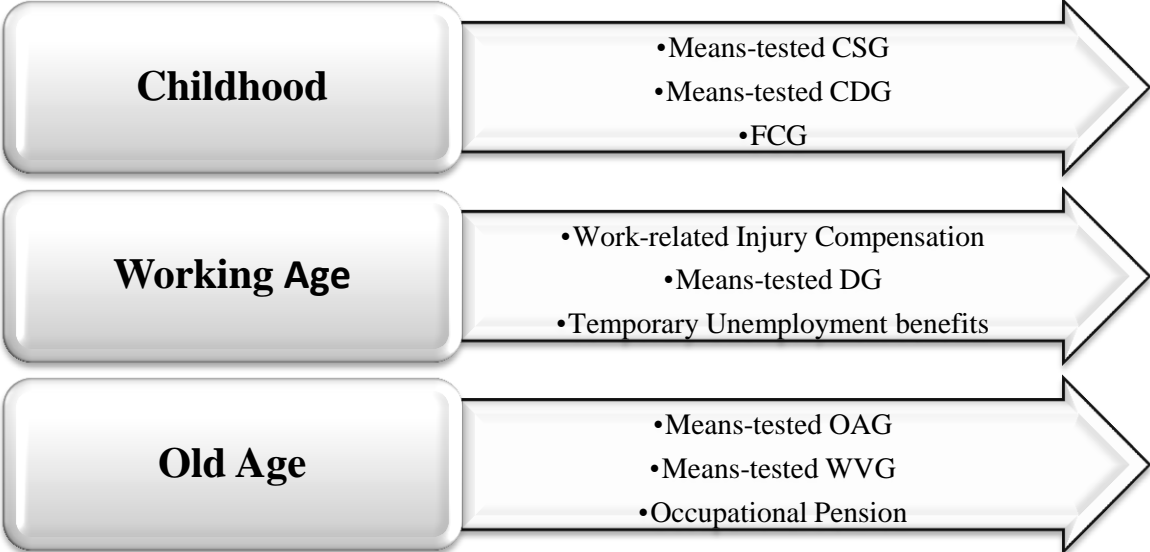 Childhood
•Means-tested CSG
•Means-tested CDG
•FCG
Working Age
•Work-related Injury Compensation
•Means-tested DG
•Temporary Unemployment benefits
Old Age
•Means-tested OAG
•Means-tested WVG
•Occupational Pension